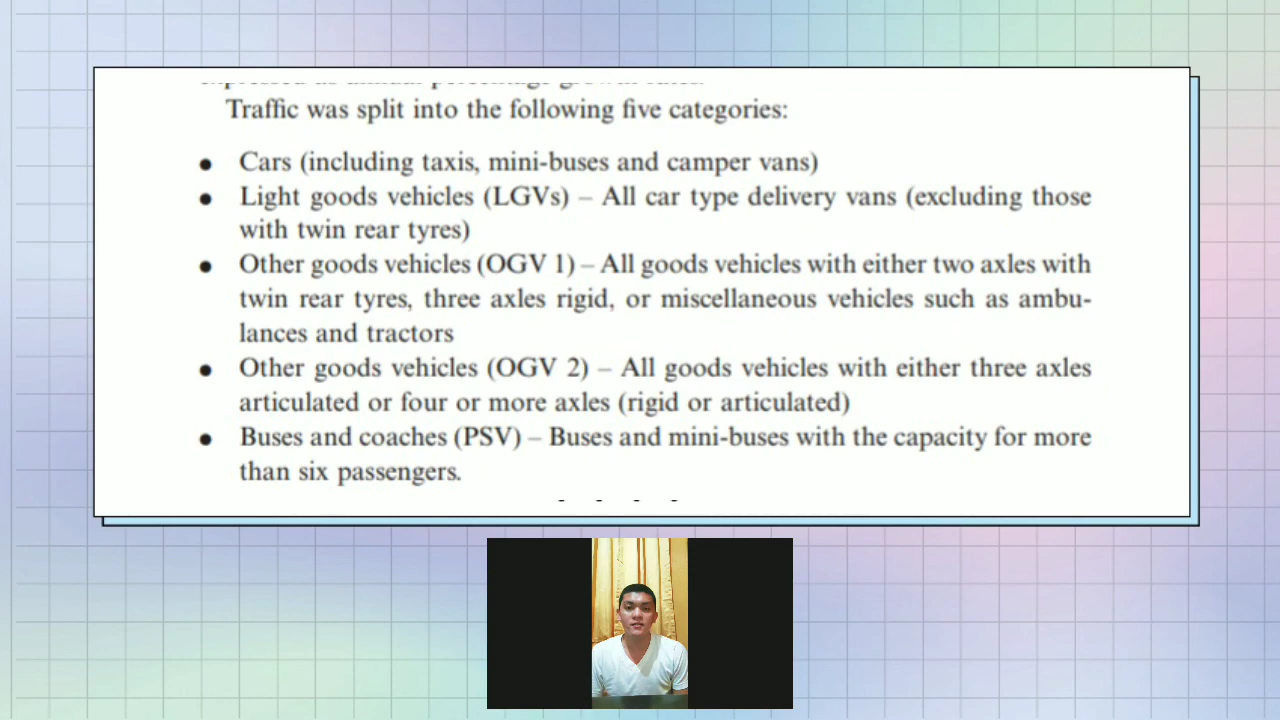 Traffic was split into the following five categories:
● Cars (including taxis, mini-buses and camper vans)
● Light goods vehicles (LGVs) – All car type delivery vans (excluding those
with twin rear tyres)
● Other goods vehicles (OGV 1) – All goods vehicles with either two axles with
twin rear tyres, three axles rigid, or miscellaneous vehicles such as ambu-
lances and tractors
● Other goods vehicles (OGV 2) – All goods vehicles with either three axles
articulated or four or more axles (rigid or articulated)
● Buses and coaches (PSV) – Buses and mini-buses with the capacity for more
than six passengers.